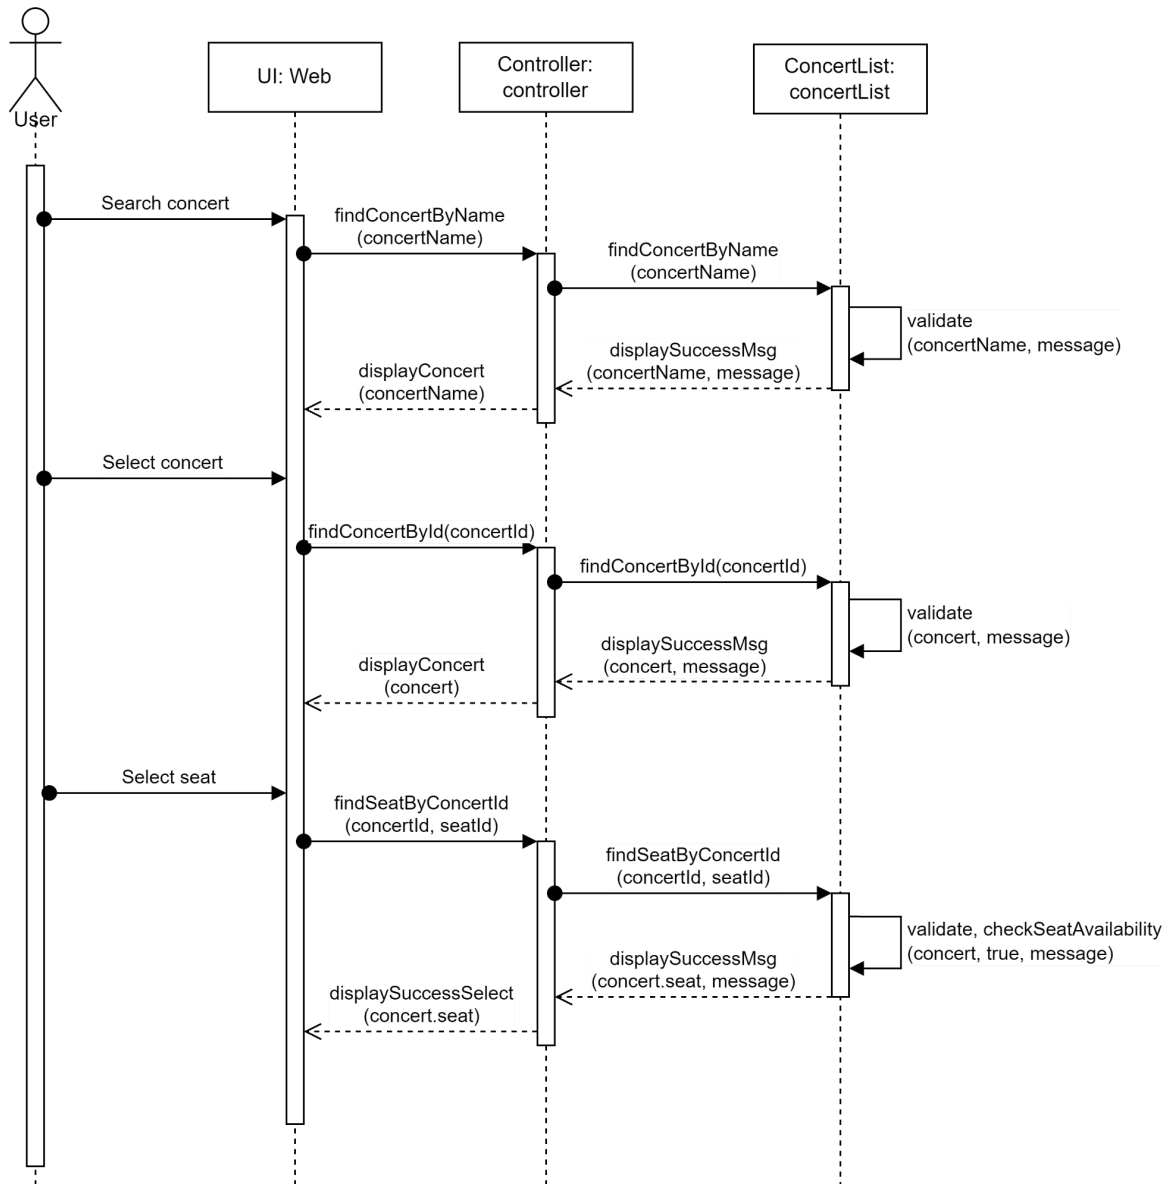 User
UI: Web
Controller:
controller
ConcertList:
concertList
Search concert
findConcertByName
(concertName)
findConcertByName
(concertName)
validate
(concertName, message)
displaySuccessMsg
(concertName, message)
displayConcert
(concertName)
Select concert
findConcertById(concertId)
findConcertById(concertId)
validate
(concert, message)
displaySuccessMsg
(concert, message)
displayConcert
(concert)
Select seat
findSeatByConcertId
(concertId, seatId)
findSeatByConcertId
(concertId, seatId)
validate, checkSeatAvailability
(concert, true, message)
displaySuccessMsg
(concert.seat, message)
displaySuccessSelect
(concert.seat)